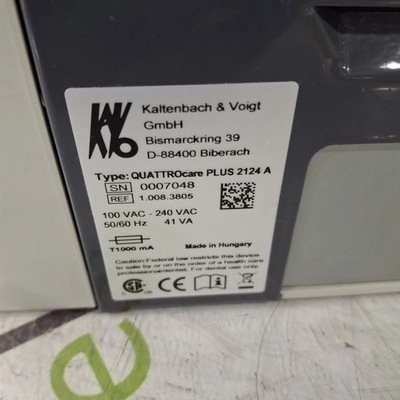 KAVO
Kaltenbach & Voigt
GmbH
Bismarckring 39
D-88400 Biberach
Type: QUATTROcare PLUS 2124 A
SN 0007048
REF 1.008.3805
100 VAC - 240 VAC
50/60 Hz 41 VA
T1000 mA
Made in Hungary
Caution:Federal law restricts this device
to sale by or on the order of a health care
professional/dentist. For dental use only.
CE